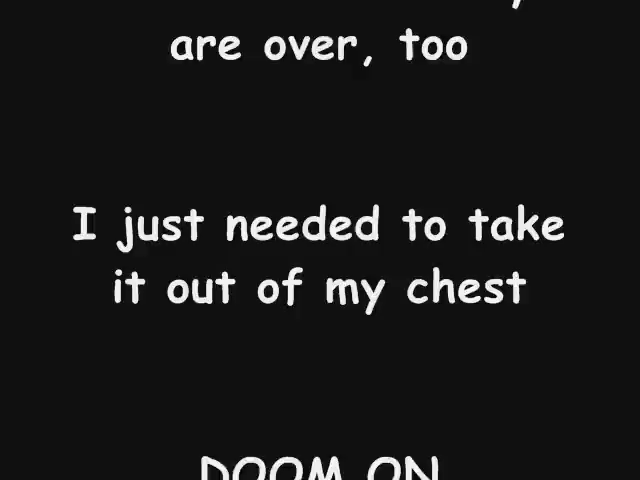 are over, too
I just needed to take
it out of my chest
DOOM ON